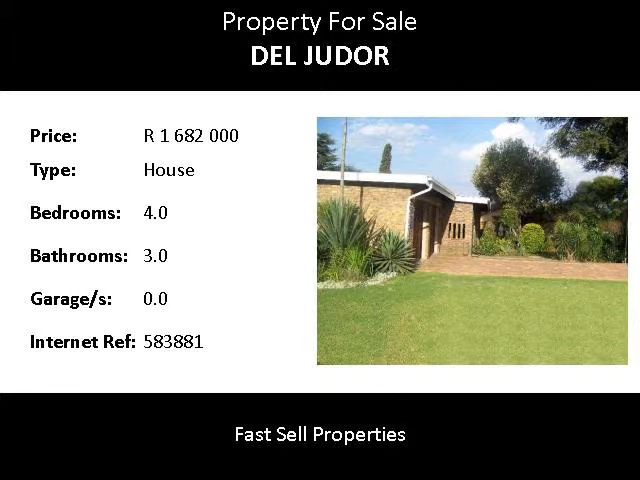 Property For Sale
DEL JUDOR
Price: R 1 682 000
Type: House
Bedrooms: 4.0
Bathrooms: 3.0
Garage/s: 0.0
Internet Ref: 583881
Fast Sell Properties